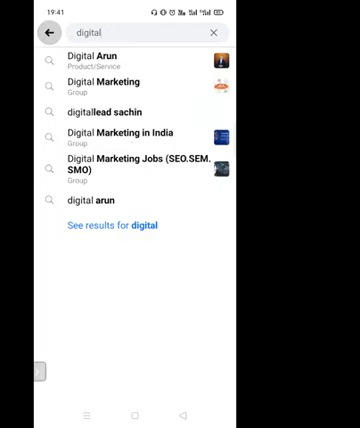 19:41
digital
Digital Arun
Product/Service
Digital Marketing
Group
digitallead sachin
Digital Marketing in India
Group
Digital Marketing Jobs (SEO.SEM.
SMO)
Group
digital arun
See results for digital